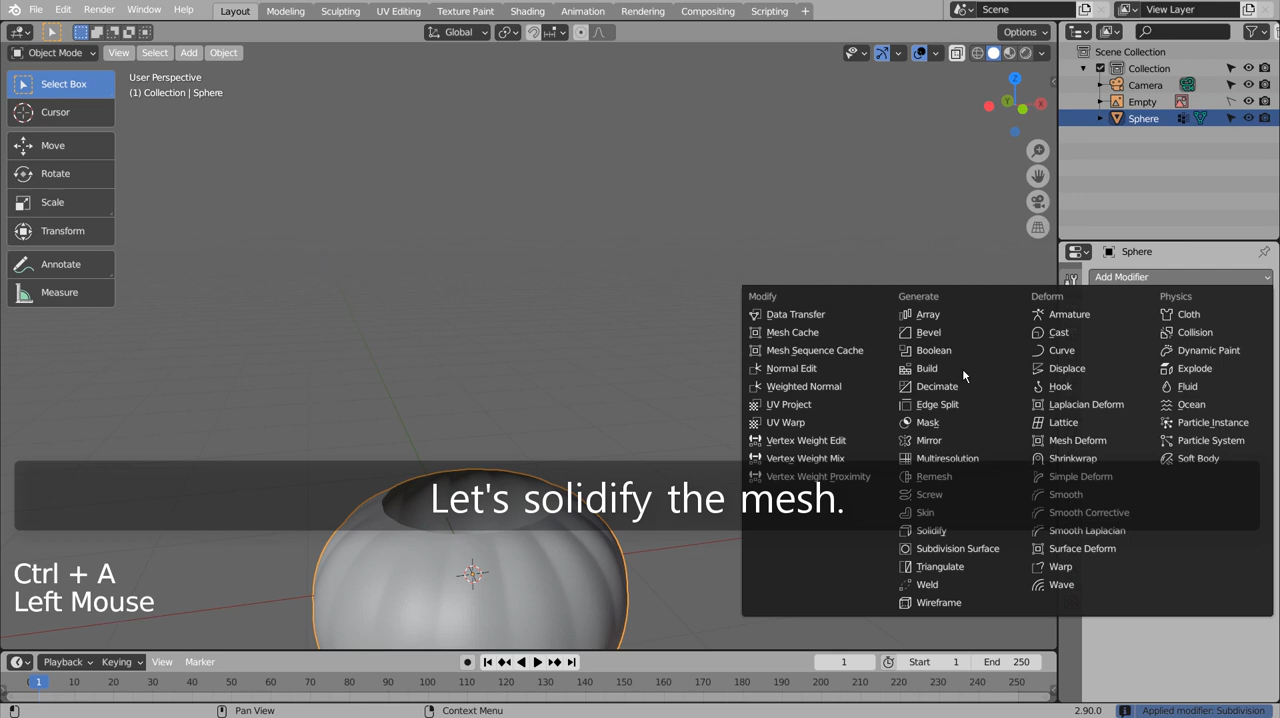 File Edit Render Window Help Layout Modeling Sculpting UV Editing Texture Paint Shading Animation Rendering Compositing Scripting + Scene View Layer
Global Options
Object Mode View Select Add Object
Scene Collection
Collection
Camera
Empty
Sphere
Select Box
Cursor
Move
Rotate
Scale
Transform
Annotate
Measure
User Perspective
(1) Collection | Sphere
Z
Y
X
Sphere
Add Modifier
Modify
Data Transfer
Mesh Cache
Mesh Sequence Cache
Normal Edit
Weighted Normal
UV Project
UV Warp
Vertex Weight Edit
Vertex Weight Mix
Vertex Weight Proximity
Generate
Array
Bevel
Boolean
Build
Decimate
Edge Split
Mask
Mirror
Multiresolution
Remesh
Screw
Skin
Solidify
Subdivision Surface
Triangulate
Weld
Wireframe
Deform
Armature
Cast
Curve
Displace
Hook
Laplacian Deform
Lattice
Mesh Deform
Shrinkwrap
Simple Deform
Smooth
Smooth Corrective
Smooth Laplacian
Surface Deform
Warp
Wave
Physics
Cloth
Collision
Dynamic Paint
Explode
Fluid
Ocean
Particle Instance
Particle System
Soft Body
Let's solidify the mesh.
Ctrl + A
Left Mouse
Playback Keying View Marker 1 Start 1 End 250
1 10 20 30 40 50 60 70 80 90 100 110 120 130 140 150 160 170 180 190 200 210 220 230 240 250
Pan View Context Menu 2.90.0 Applied modifier: Subdivision